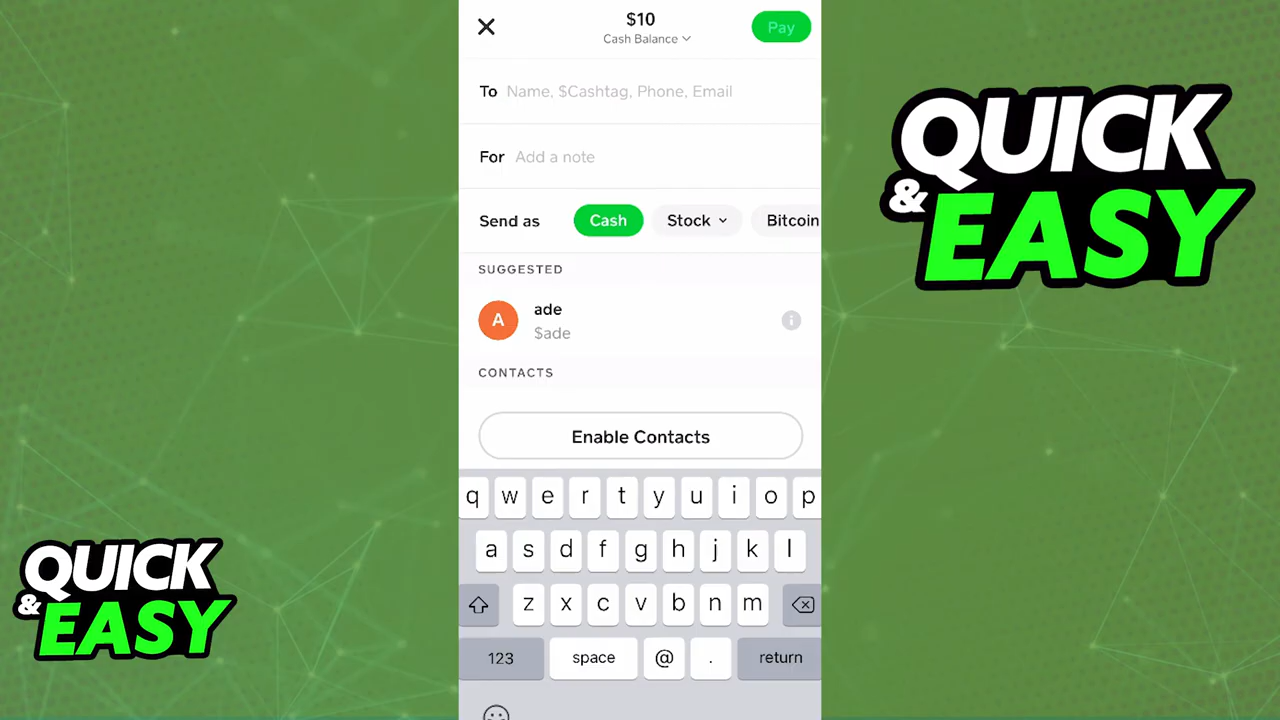 $10
Cash Balance
Pay
To Name, $Cashtag, Phone, Email
For Add a note
Send as Cash Stock Bitcoin
SUGGESTED
A
ade
$ade
CONTACTS
Enable Contacts
q w e r t y u i o p
a s d f g h j k l
z x c v b n m
123 space @ . return
QUICK
& EASY
QUICK
& EASY